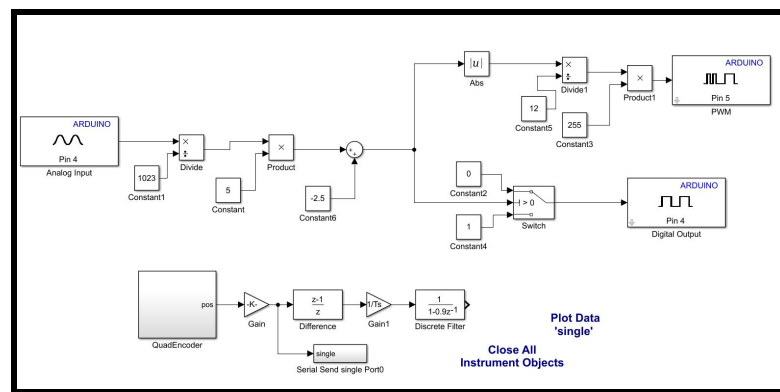 ARDUINO
Pin 4
Analog Input
1023
Constant1
×
÷
Divide
5
Constant
×
Product
-2.5
Constant6
+
+
|u|
Abs
12
Constant5
×
÷
Divide1
255
Constant3
×
Product1
ARDUINO
Pin 5
PWM
0
Constant2
1
Constant4
> 0
Switch
ARDUINO
Pin 4
Digital Output
pos
QuadEncoder
-K-
Gain
z-1
z
Difference
1/Ts
Gain1
1
1-0.9z-1
Discrete Filter
single
Serial Send single Port0
Plot Data
'single'
Close All
Instrument Objects